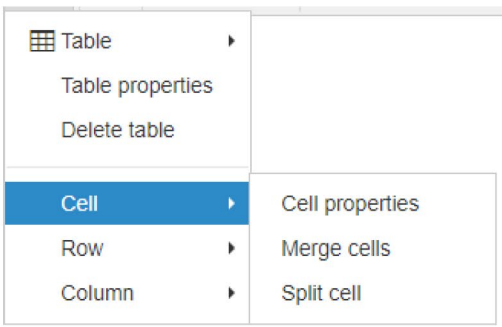 Table
Table properties
Delete table
Cell
Cell properties
Row
Merge cells
Column
Split cell